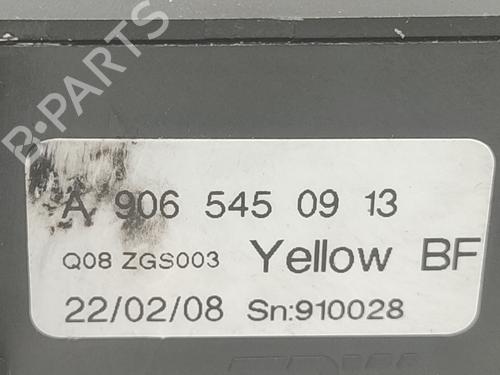 B-PARTS
A 906 545 09 13
Q08 ZGS003 Yellow BF
22/02/08 Sn:910028